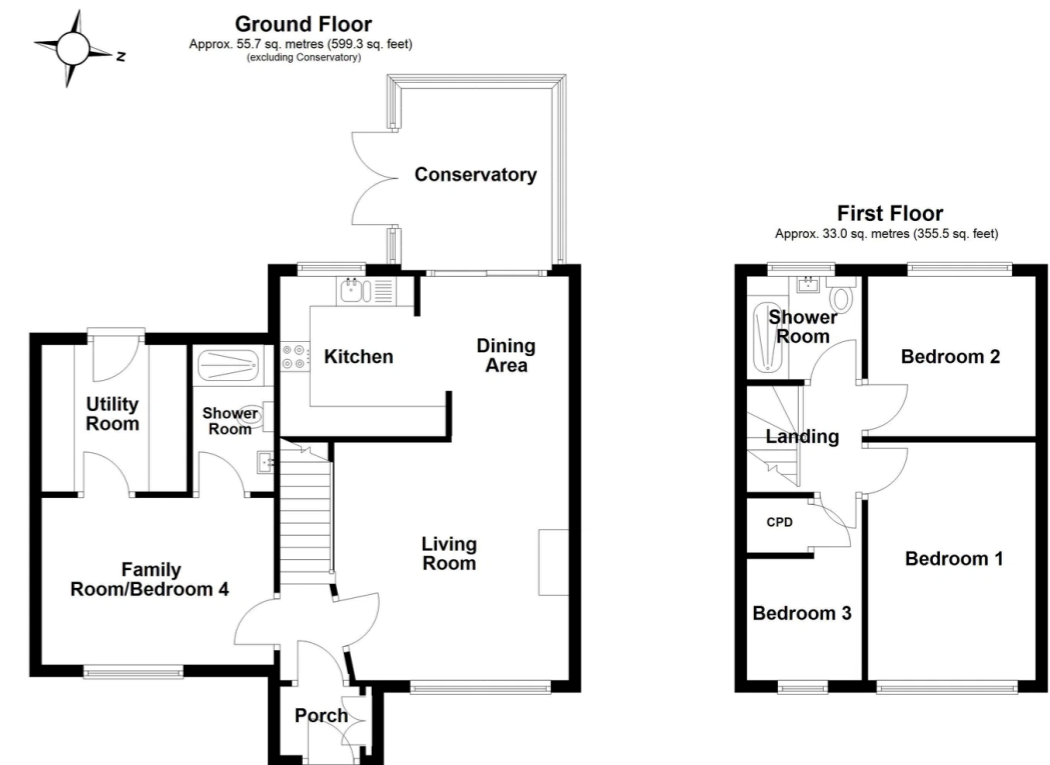 Ground Floor
Approx. 55.7 sq. metres (599.3 sq. feet)
(excluding Conservatory)
N
Conservatory
Kitchen
Dining
Area
Utility
Room
Shower
Room
Living
Room
Family
Room/Bedroom 4
Porch
First Floor
Approx. 33.0 sq. metres (355.5 sq. feet)
Shower
Room
Bedroom 2
Landing
CPD
Bedroom 1
Bedroom 3